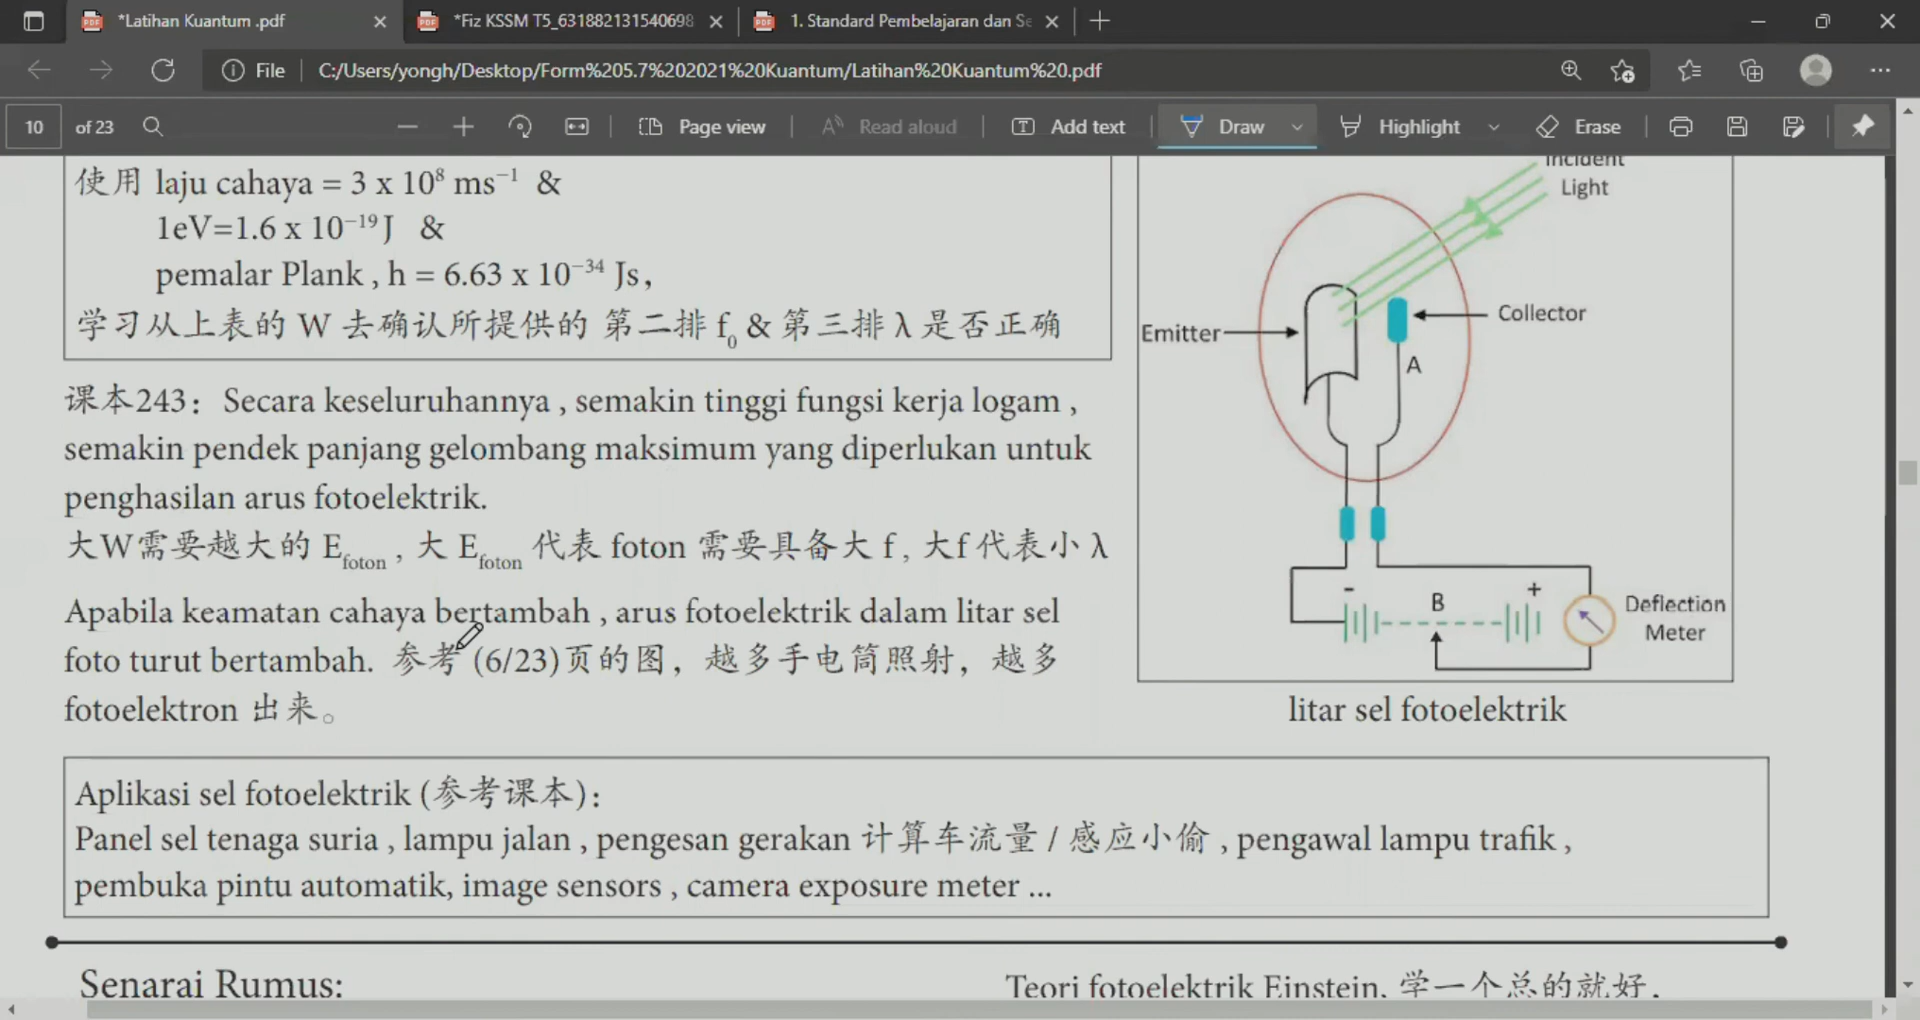 *Latihan Kuantum .pdf
*Fiz KSSM T5_631882131540698
1. Standard Pembelajaran dan Se
File
C:/Users/yongh/Desktop/Form%205.7%202021%20Kuantum/Latihan%20Kuantum%20.pdf
10 of 23
Page view
Read aloud
Add text
Draw
Highlight
Erase
使用 laju cahaya = 3 x 10⁸ ms⁻¹ &
1eV=1.6 x 10⁻¹⁹ J &
pemalar Plank , h = 6.63 x 10⁻³⁴ Js,
学习从上表的 W 去确认所提供的 第二排 f₀ & 第三排 λ 是否正确
课本243：Secara keseluruhannya , semakin tinggi fungsi kerja logam ,
semakin pendek panjang gelombang maksimum yang diperlukan untuk
penghasilan arus fotoelektrik.
大W需要越大的 E foton , 大 E foton 代表 foton 需要具备大 f , 大f代表小 λ
Apabila keamatan cahaya bertambah , arus fotoelektrik dalam litar sel
foto turut bertambah. 参考 (6/23)页的图，越多手电筒照射，越多
fotoelektron 出来。
Incident
Light
Emitter
Collector
A
-
B
+
Deflection
Meter
litar sel fotoelektrik
Aplikasi sel fotoelektrik (参考课本)：
Panel sel tenaga suria , lampu jalan , pengesan gerakan 计算车流量 / 感应小偷 , pengawal lampu trafik ,
pembuka pintu automatik, image sensors , camera exposure meter ...
Senarai Rumus:
Teori fotoelektrik Einstein, 学一个总的就好.